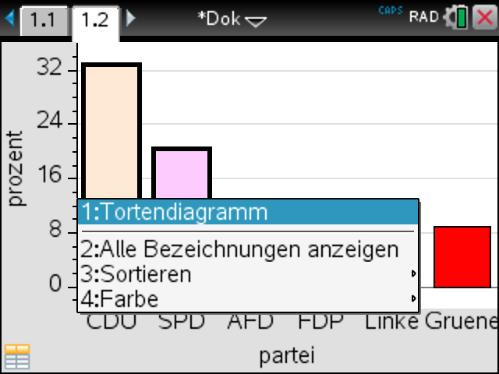 1.1 1.2 *Dok CAPS RAD
32
24
16
8
0
prozent
1:Tortendiagramm
2:Alle Bezeichnungen anzeigen
3:Sortieren
4:Farbe
CDU SPD AFD FDP Linke Gruene
partei